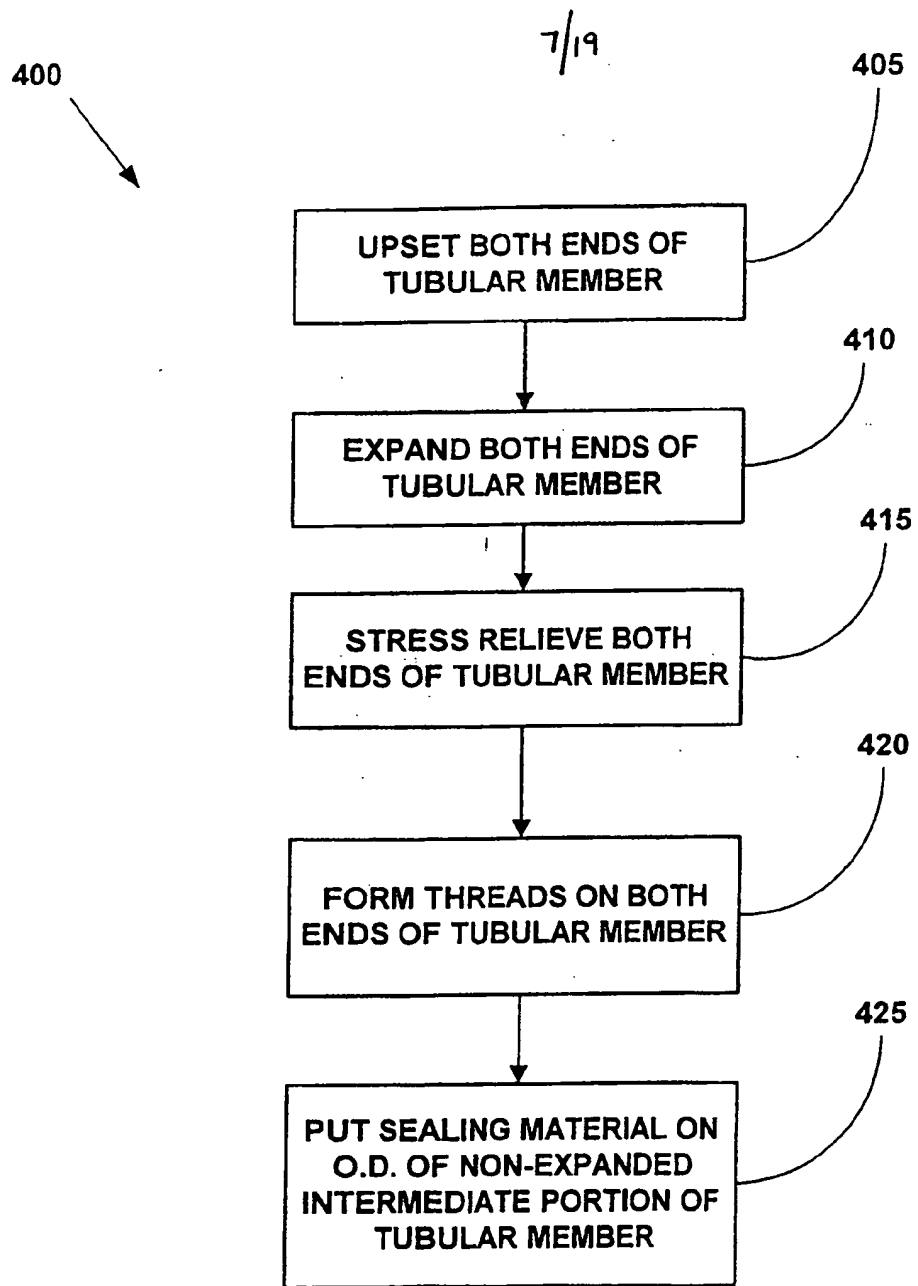 7/19
400
405
UPSET BOTH ENDS OF
TUBULAR MEMBER
410
EXPAND BOTH ENDS OF
TUBULAR MEMBER
415
STRESS RELIEVE BOTH
ENDS OF TUBULAR MEMBER
420
FORM THREADS ON BOTH
ENDS OF TUBULAR MEMBER
425
PUT SEALING MATERIAL ON
O.D. OF NON-EXPANDED
INTERMEDIATE PORTION OF
TUBULAR MEMBER